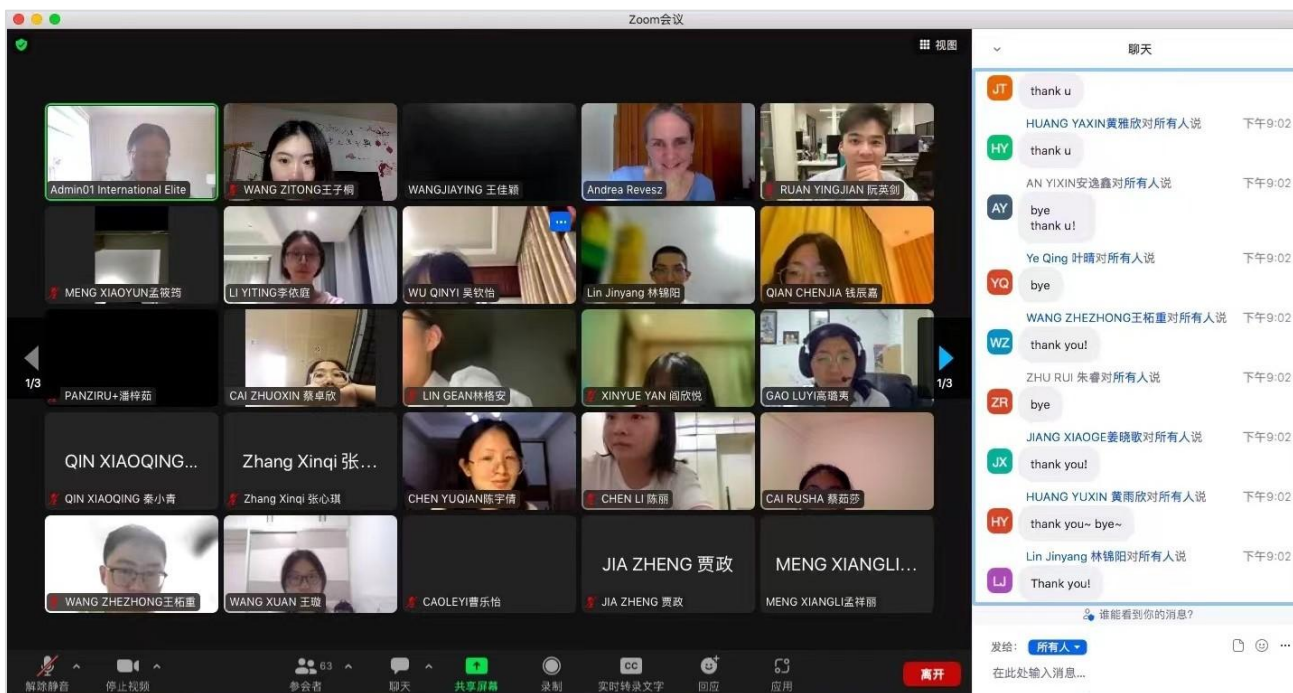 Zoom会议
视图
Admin01 International Elite
WANG ZITONG王子桐
WANGJIAYING 王佳颖
Andrea Revesz
RUAN YINGJIAN 阮英剑
MENG XIAOYUN孟筱筠
LI YITING李依庭
WU QINYI 吴钦怡
Lin Jinyang 林锦阳
QIAN CHENJIA 钱辰嘉
1/3
PANZIRU+潘梓茹
CAI ZHUOXIN 蔡卓欣
LIN GEAN林格安
XINYUE YAN 闾欣悦
GAO LUYI高璐夷
1/3
QIN XIAOQING...
QIN XIAOQING 秦小青
Zhang Xinqi 张...
Zhang Xinqi 张心琪
CHEN YUQIAN陈宇倩
CHEN LI 陈丽
CAI RUSHA 蔡茹莎
WANG ZHEZHONG王柘重
WANG XUAN 王璇
CAOLEYI曹乐怡
JIA ZHENG 贾政
JIA ZHENG 贾政
MENG XIANGLI...
MENG XIANGLI孟祥丽
解除静音
停止视频
63
参会者
聊天
共享屏幕
录制
CC
实时转录文字
回应
应用
离开
聊天
JT
thank u
HUANG YAXIN黄雅欣对所有人说 下午9:02
HY
thank u
AN YIXIN安逸鑫对所有人说 下午9:02
AY
bye
thank u!
Ye Qing 叶晴对所有人说 下午9:02
YQ
bye
WANG ZHEZHONG王柘重对所有人说 下午9:02
WZ
thank you!
ZHU RUI 朱睿对所有人说 下午9:02
ZR
bye
JIANG XIAOGE姜晓歌对所有人说 下午9:02
JX
thank you!
HUANG YUXIN 黄雨欣对所有人说 下午9:02
HY
thank you~ bye~
Lin Jinyang 林锦阳对所有人说 下午9:02
LJ
Thank you!
谁能看到你的消息?
发给: 所有人
在此处输入消息...